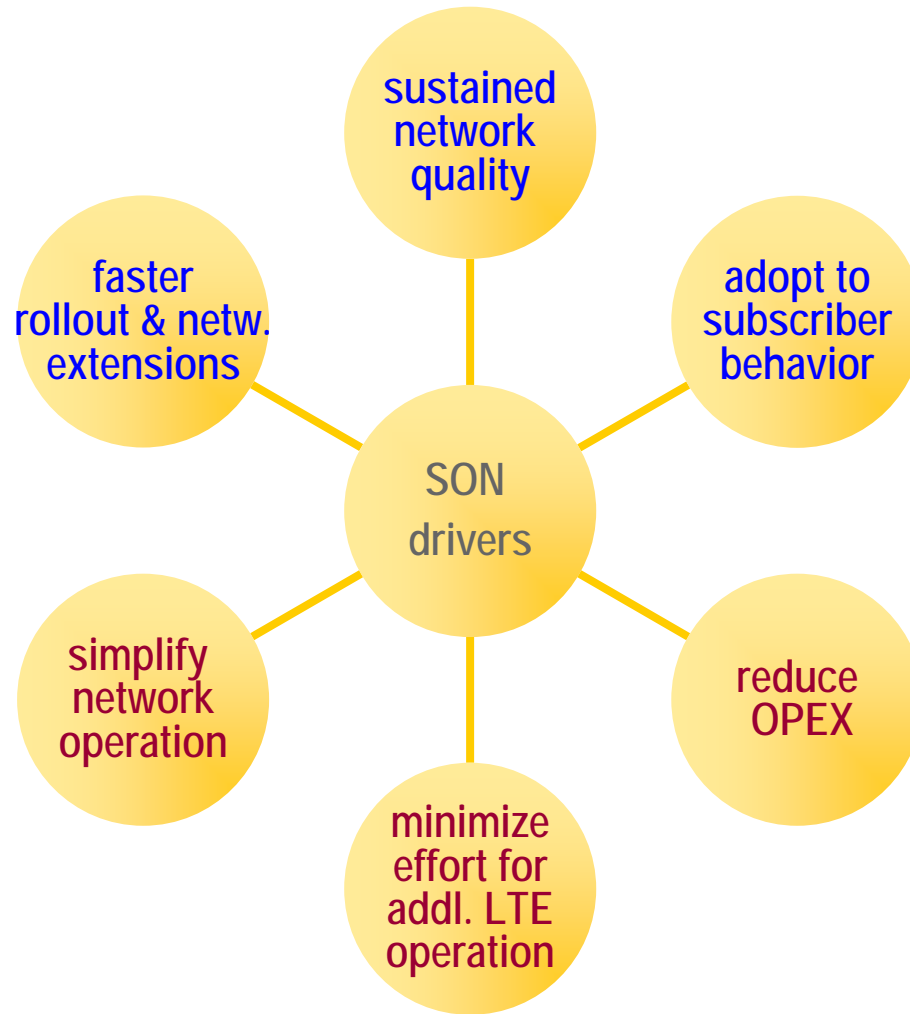 sustained
network
quality
faster
rollout & netw.
extensions
adopt to
subscriber
behavior
SON
drivers
simplify
network
operation
reduce
OPEX
minimize
effort for
addl. LTE
operation